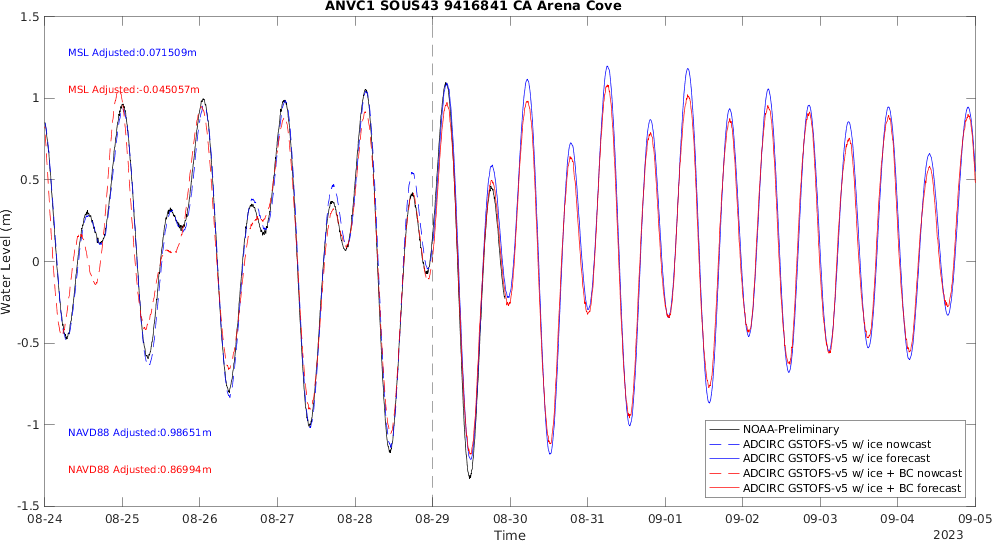 ANVC1 SOUS43 9416841 CA Arena Cove
1.5
1
0.5
0
-0.5
-1
-1.5
Water Level (m)
MSL Adjusted:0.071509m
MSL Adjusted:-0.045057m
NAVD88 Adjusted:0.98651m
NAVD88 Adjusted:0.86994m
NOAA-Preliminary
ADCIRC GSTOFS-v5 w/ ice nowcast
ADCIRC GSTOFS-v5 w/ ice forecast
ADCIRC GSTOFS-v5 w/ ice + BC nowcast
ADCIRC GSTOFS-v5 w/ ice + BC forecast
08-24 08-25 08-26 08-27 08-28 08-29 08-30 08-31 09-01 09-02 09-03 09-04 09-05
Time
2023